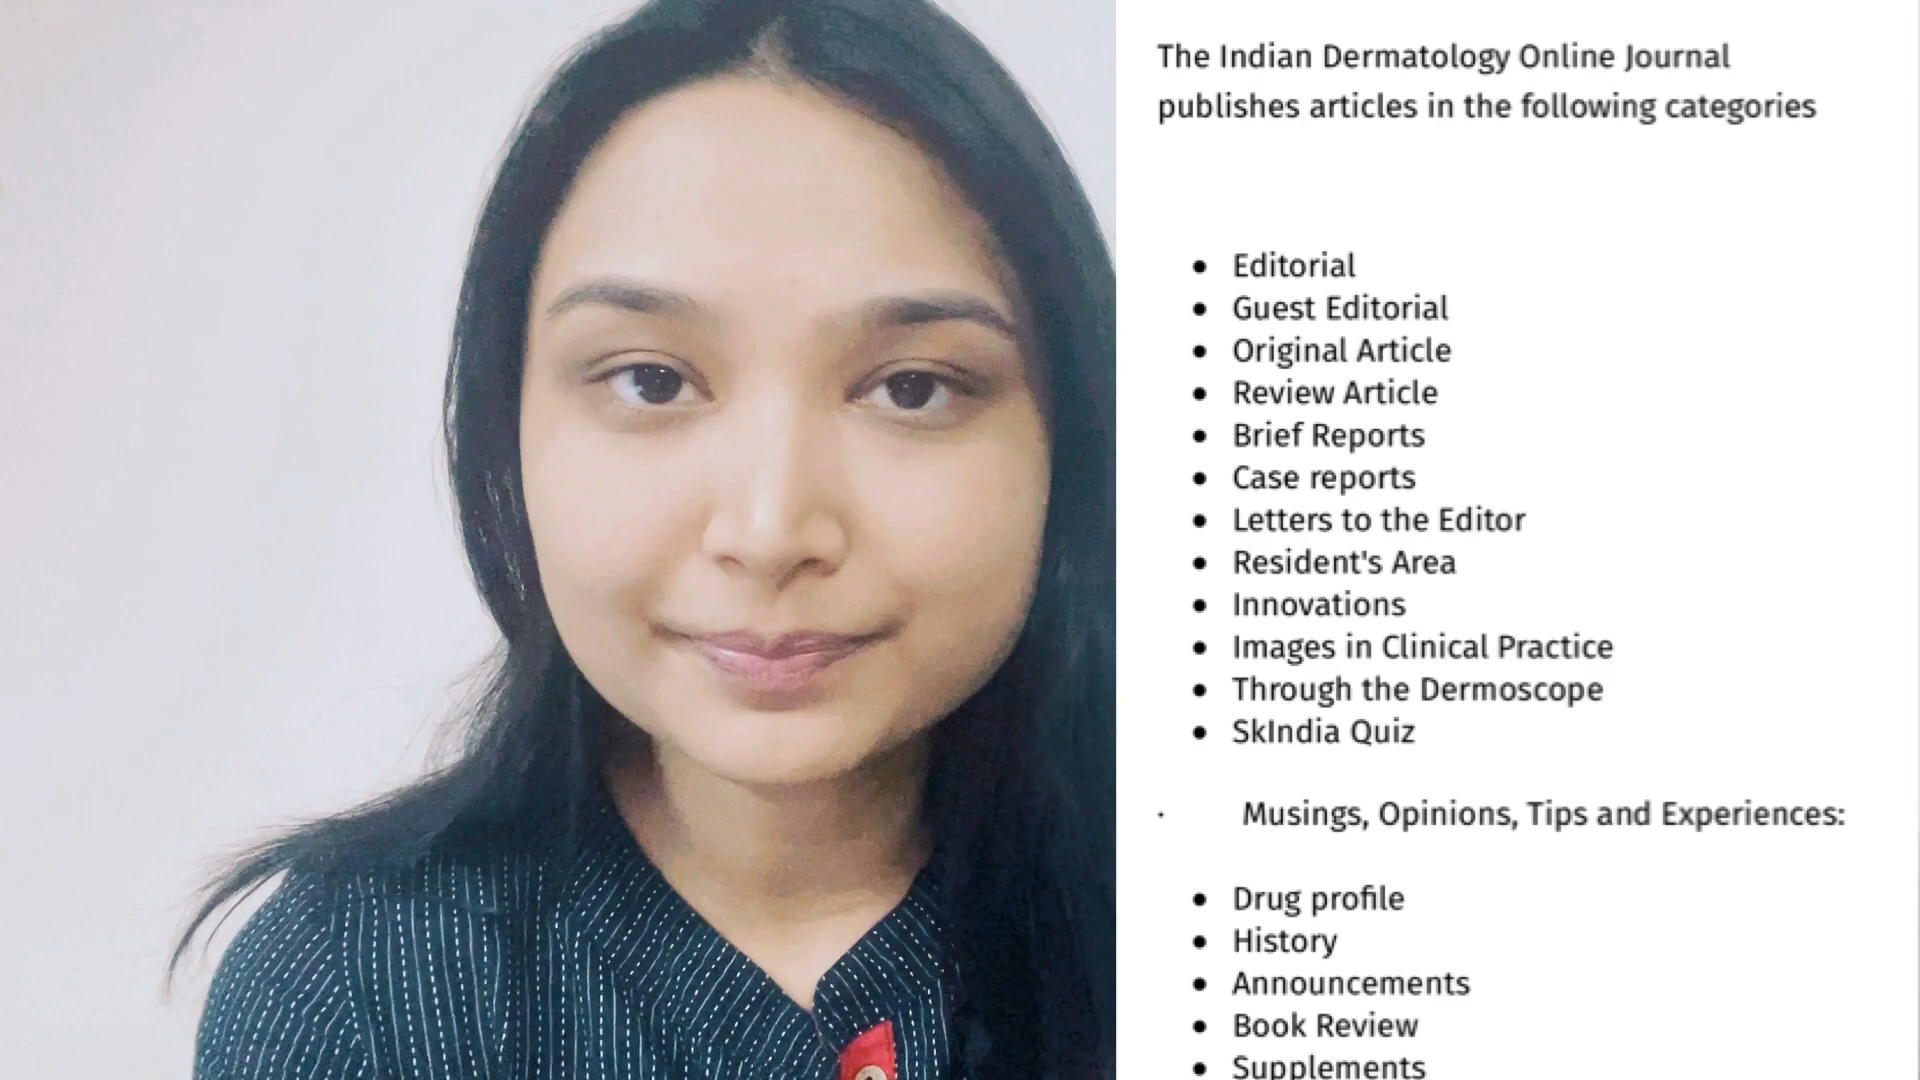 The Indian Dermatology Online Journal
publishes articles in the following categories
• Editorial
• Guest Editorial
• Original Article
• Review Article
• Brief Reports
• Case reports
• Letters to the Editor
• Resident's Area
• Innovations
• Images in Clinical Practice
• Through the Dermoscope
• SkIndia Quiz
· Musings, Opinions, Tips and Experiences:
• Drug profile
• History
• Announcements
• Book Review
• Supplements